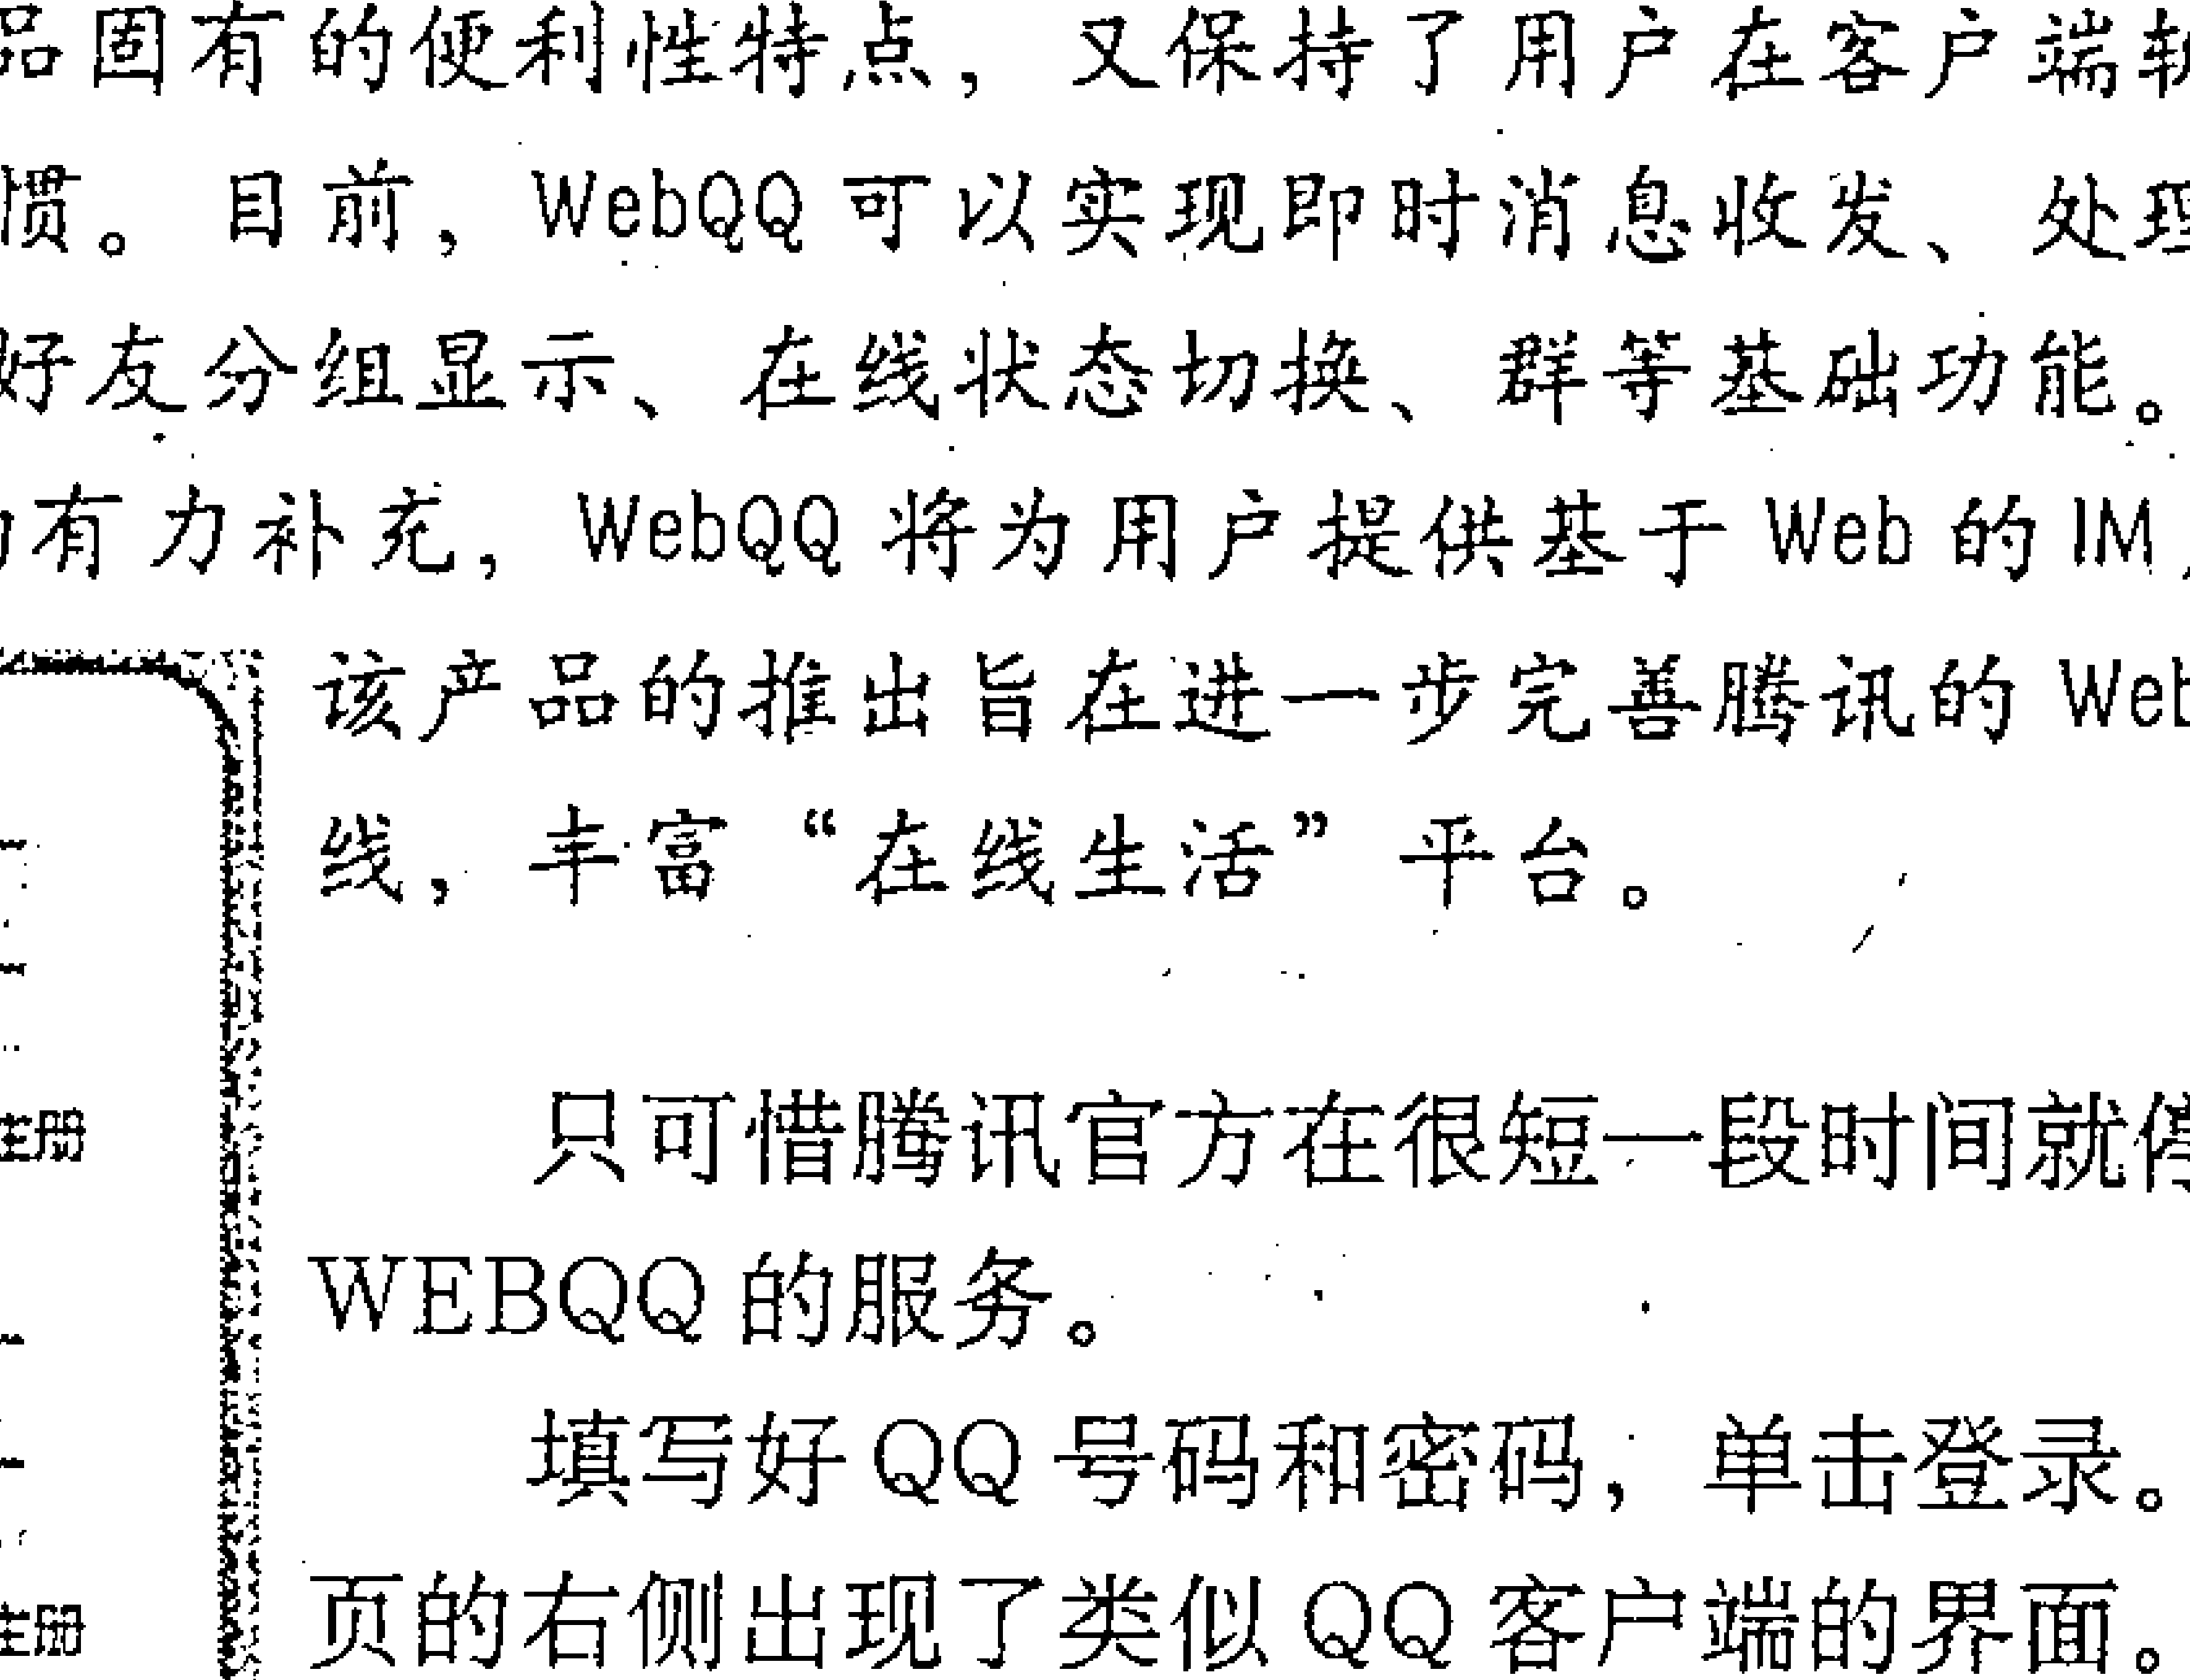 品固有的便利性特点，又保持了用户在客户端软
惯。目前，WebQQ 可以实现即时消息收发、处理
好友分组显示、在线状态切换、群等基础功能。
有力补充，WebQQ 将为用户提供基于 Web 的 IM
该产品的推出旨在进一步完善腾讯的 Web
线，丰富“在线生活”平台。
只可惜腾讯官方在很短一段时间就停
注册
WEBQQ 的服务。
填写好 QQ 号码和密码，单击登录。
页的右侧出现了类似 QQ 客户端的界面。
注册